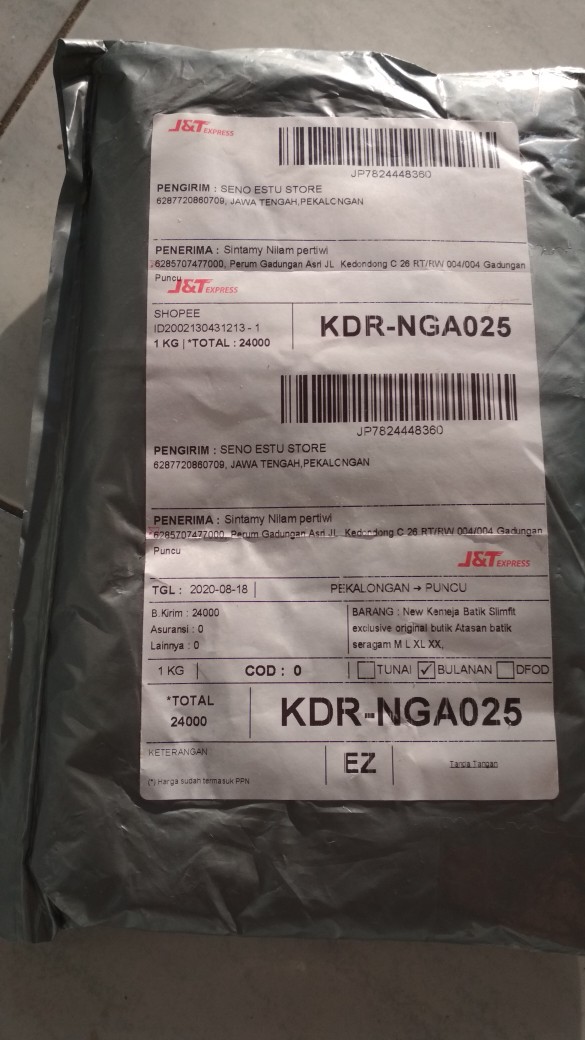 J&T EXPRESS
JP7824448360
PENGIRIM : SENO ESTU STORE
6287720860709, JAWA TENGAH,PEKALONGAN
PENERIMA : Sintamy Nilam pertiwi
6285707477000, Perum Gadungan Asri JL. Kedondong C 26 RT/RW 004/004 Gadungan
Puncu
J&T EXPRESS
SHOPEE
ID2002130431213 - 1
1 KG | *TOTAL : 24000
KDR-NGA025
JP7824448360
PENGIRIM : SENO ESTU STORE
6287720860709, JAWA TENGAH,PEKALONGAN
PENERIMA : Sintamy Nilam pertiwi
6285707477000, Perum Gadungan Asri JL. Kedondong C 26 RT/RW 004/004 Gadungan
Puncu
J&T EXPRESS
TGL : 2020-08-18 | PEKALONGAN → PUNCU
B.Kirim : 24000
Asuransi : 0
Lainnya : 0
BARANG : New Kemeja Batik Slimfit
exclusive original butik Atasan batik
seragam M L XL XX,
1 KG | COD : 0 | TUNAI ✓ BULANAN DFOD
*TOTAL
24000
KDR-NGA025
KETERANGAN
(*) Harga sudah termasuk PPN
EZ
Tanda Tangan